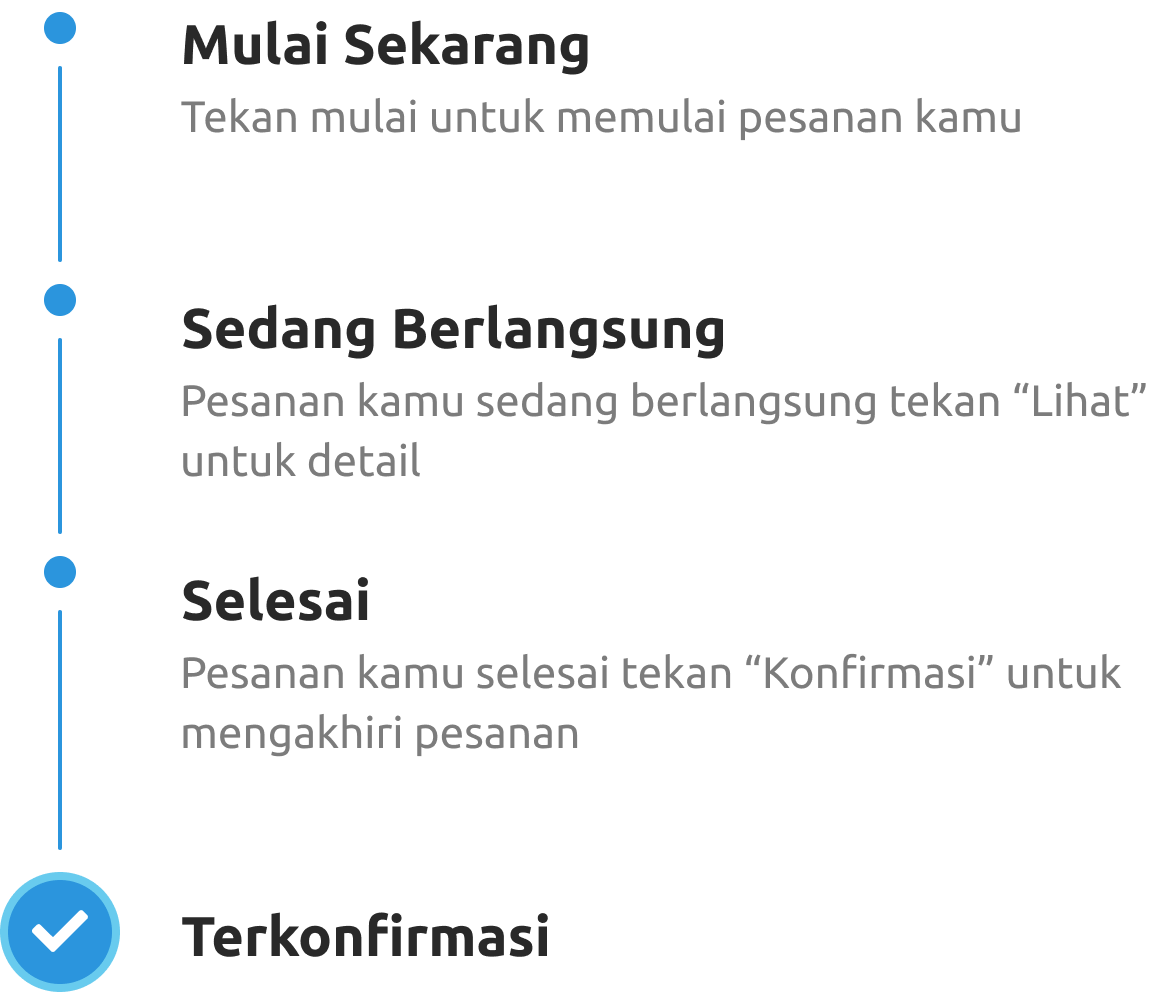 Mulai Sekarang
Tekan mulai untuk memulai pesanan kamu
Sedang Berlangsung
Pesanan kamu sedang berlangsung tekan “Lihat”
untuk detail
Selesai
Pesanan kamu selesai tekan “Konfirmasi” untuk
mengakhiri pesanan
Terkonfirmasi